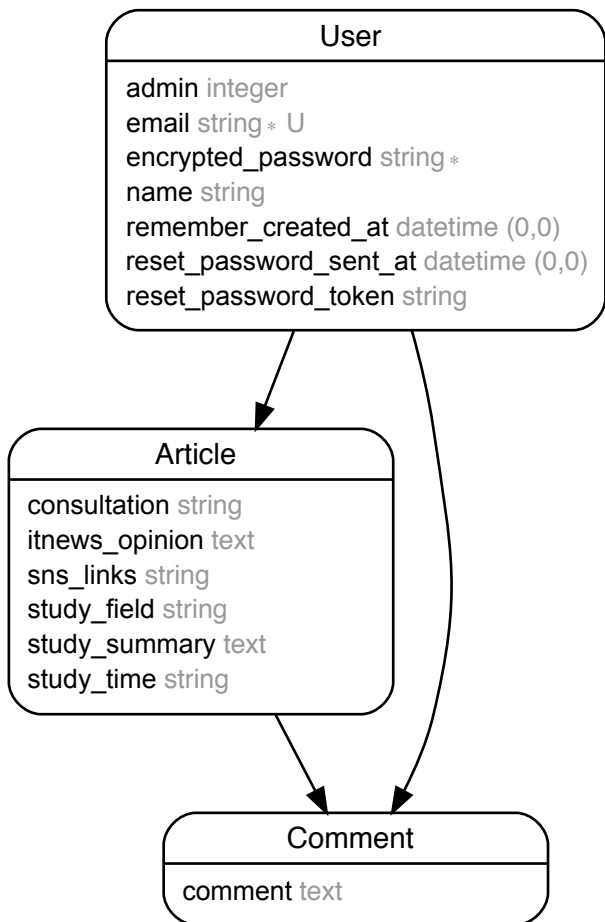 User
admin integer
email string * U
encrypted_password string *
name string
remember_created_at datetime (0,0)
reset_password_sent_at datetime (0,0)
reset_password_token string
Article
consultation string
itnews_opinion text
sns_links string
study_field string
study_summary text
study_time string
Comment
comment text